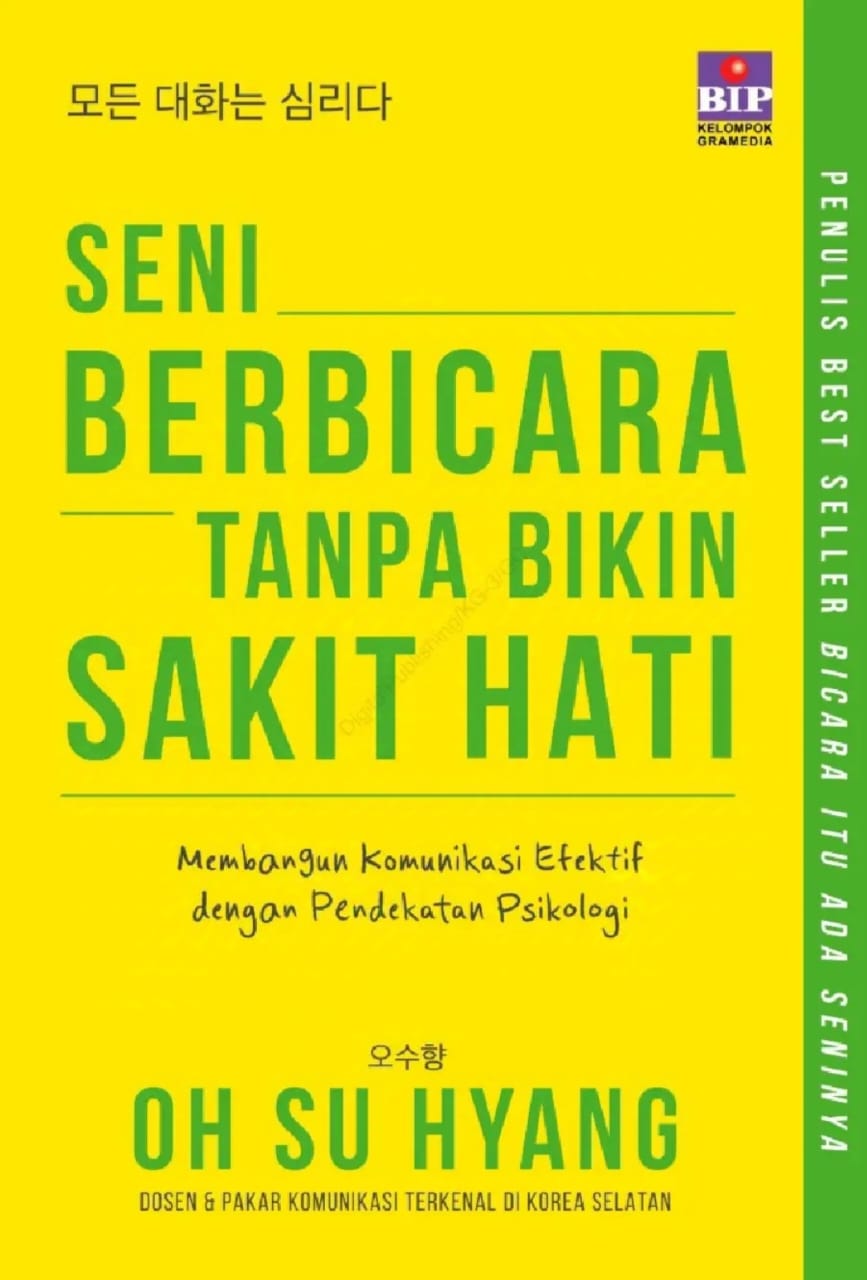 모든 대화는 심리다
BIP
KELOMPOK
GRAMEDIA
SENI
BERBICARA
TANPA BIKIN
SAKIT HATI
Membangun Komunikasi Efektif
dengan Pendekatan Psikologi
오수향
OH SU HYANG
DOSEN & PAKAR KOMUNIKASI TERKENAL DI KOREA SELATAN
PENULIS BEST SELLER BICARA ITU ADA SENINYA